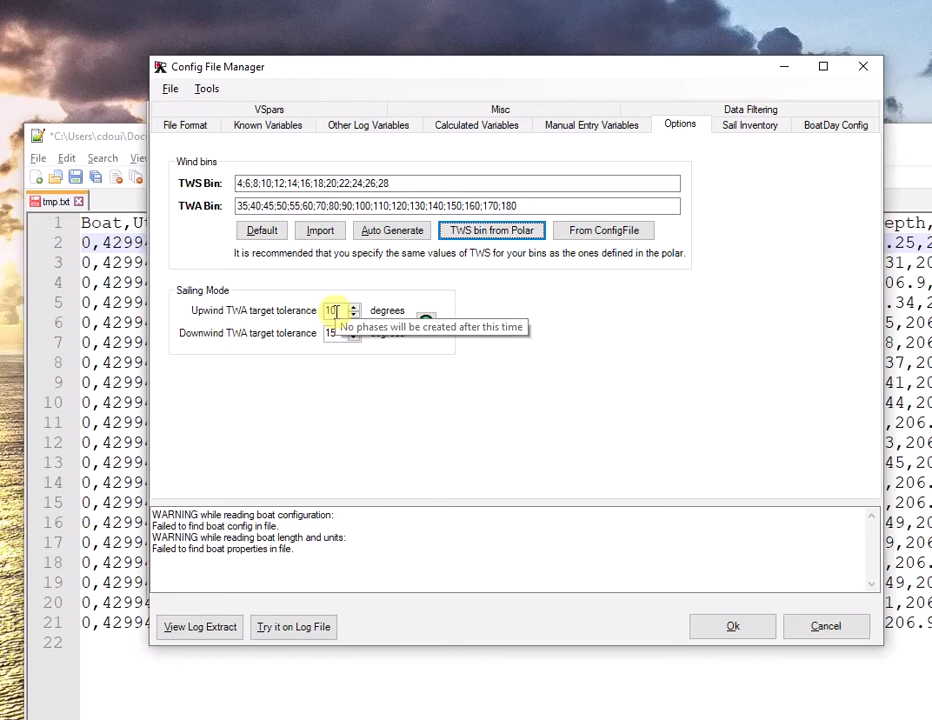 Config File Manager
File Tools
VSpars Misc Data Filtering
File Format Known Variables Other Log Variables Calculated Variables Manual Entry Variables Options Sail Inventory BoatDay Config
Wind bins
TWS Bin: 4;6;8;10;12;14;16;18;20;22;24;26;28
TWA Bin: 35;40;45;50;55;60;70;80;90;100;110;120;130;140;150;160;170;180
Default Import Auto Generate TWS bin from Polar From ConfigFile
It is recommended that you specify the same values of TWS for your bins as the ones defined in the polar.
Sailing Mode
Upwind TWA target tolerance 10 degrees
No phases will be created after this time
Downwind TWA target tolerance 15
WARNING while reading boat configuration:
Failed to find boat config in file.
WARNING while reading boat length and units:
Failed to find boat properties in file.
View Log Extract Try it on Log File Ok Cancel
*C:\Users\cdoui\Doc
File Edit Search
tmp.txt
1 Boat,U
2 0,4299 .25,2
3 0,4299 31,20
4 0,4299 06.9,
5 0,4299 .34,2
6 0,4299 5,206
7 0,4299 8,206
8 0,4299 37,20
9 0,4299 41,20
10 0,4299 44,20
11 0,4299 ,206.
12 0,4299 3,206
13 0,4299 45,20
14 0,4299 ,206.
15 0,4299 ,206.
16 0,4299 49,20
17 0,4299 9,206
18 0,4299 ,206.
19 0,4299 49,20
20 0,4299 1,206
21 0,4299 ,206.9
22